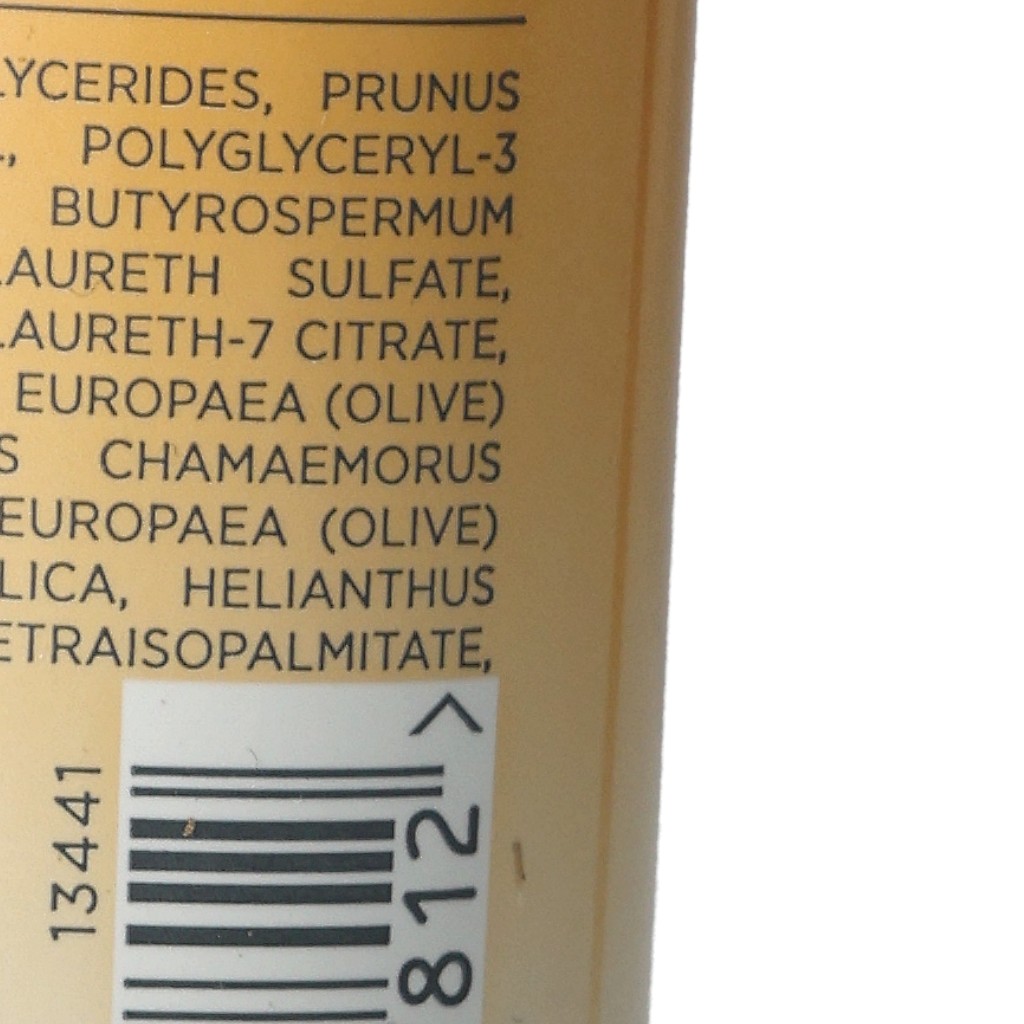 LYCERIDES, PRUNUS
, POLYGLYCERYL-3
BUTYROSPERMUM
LAURETH SULFATE,
LAURETH-7 CITRATE,
EUROPAEA (OLIVE)
S CHAMAEMORUS
EUROPAEA (OLIVE)
LICA, HELIANTHUS
ETRAISOPALMITATE,
13441
812 >